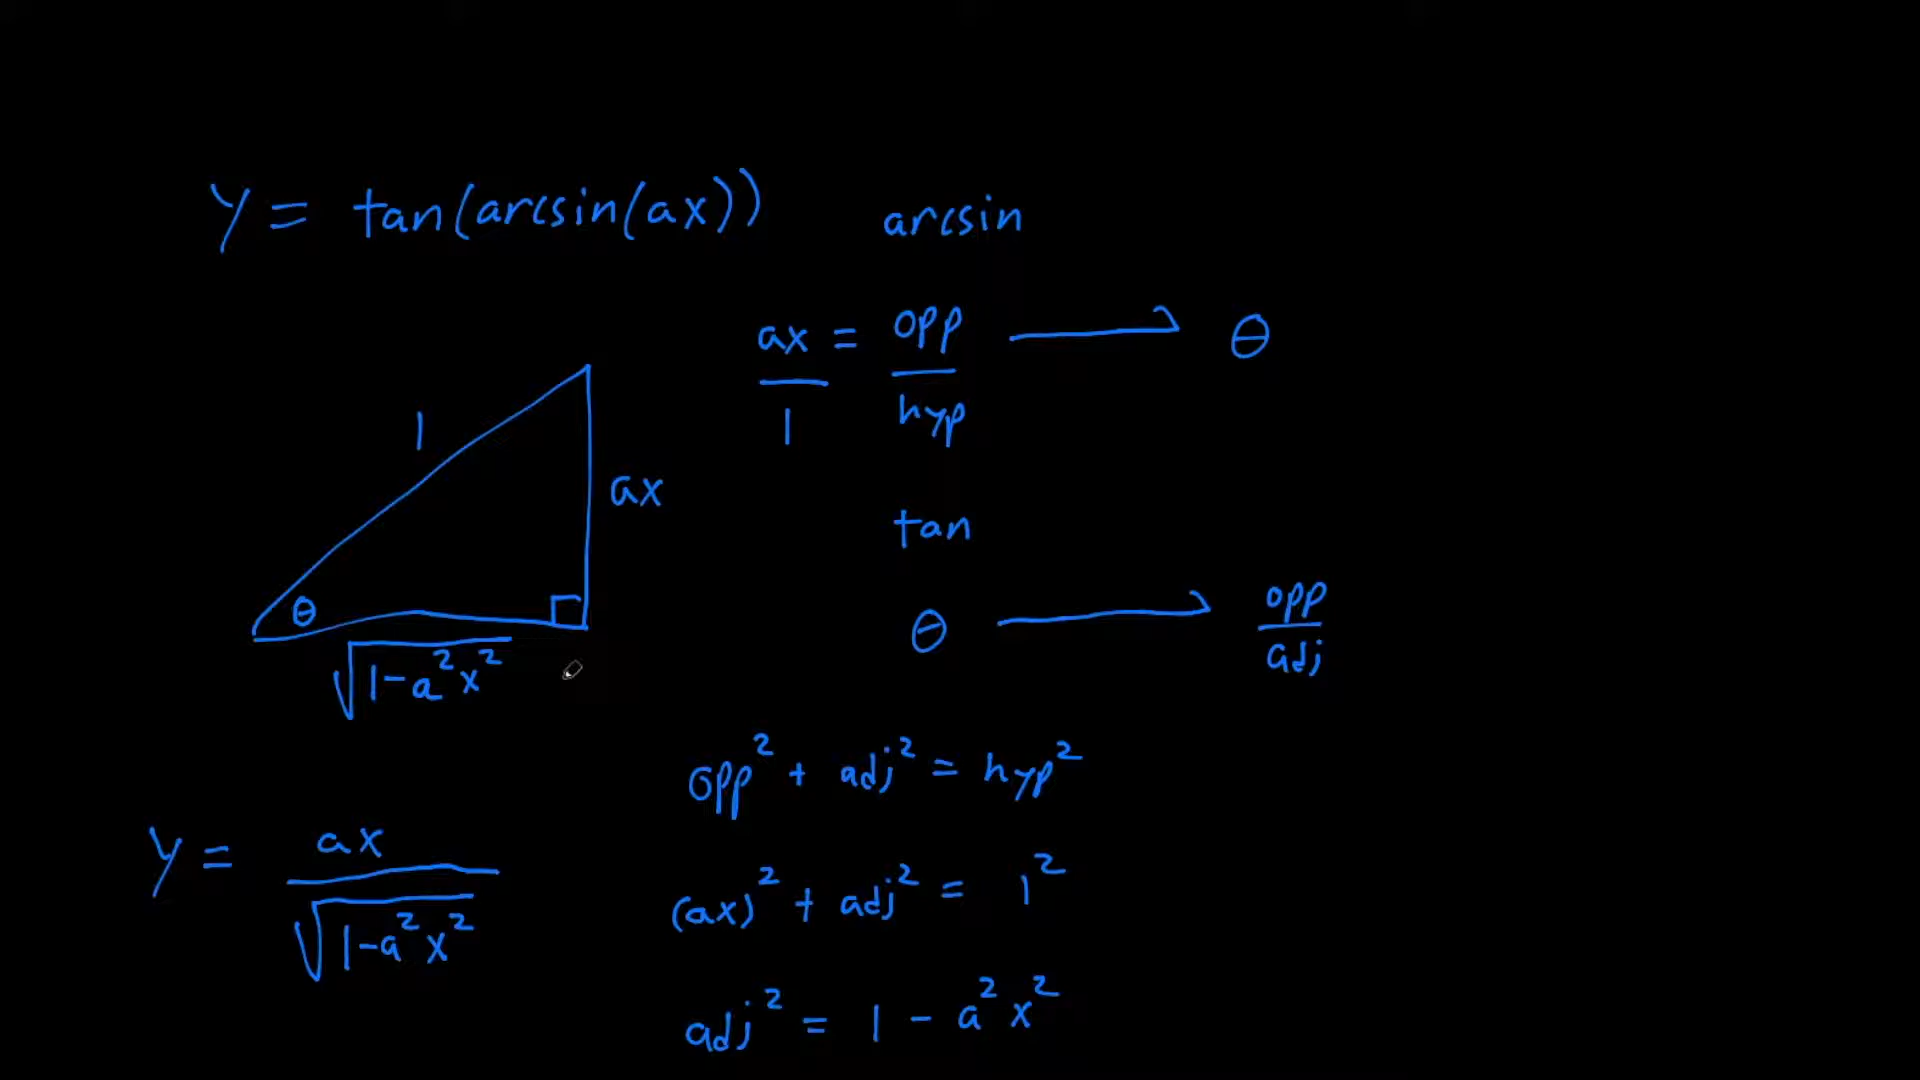 y = tan(arcsin(ax))
arcsin
ax/1 = opp/hyp → θ
1
ax
θ
√(1-a²x²)
tan
θ → opp/adj
opp² + adj² = hyp²
(ax)² + adj² = 1²
adj² = 1 - a²x²
y = ax/√(1-a²x²)